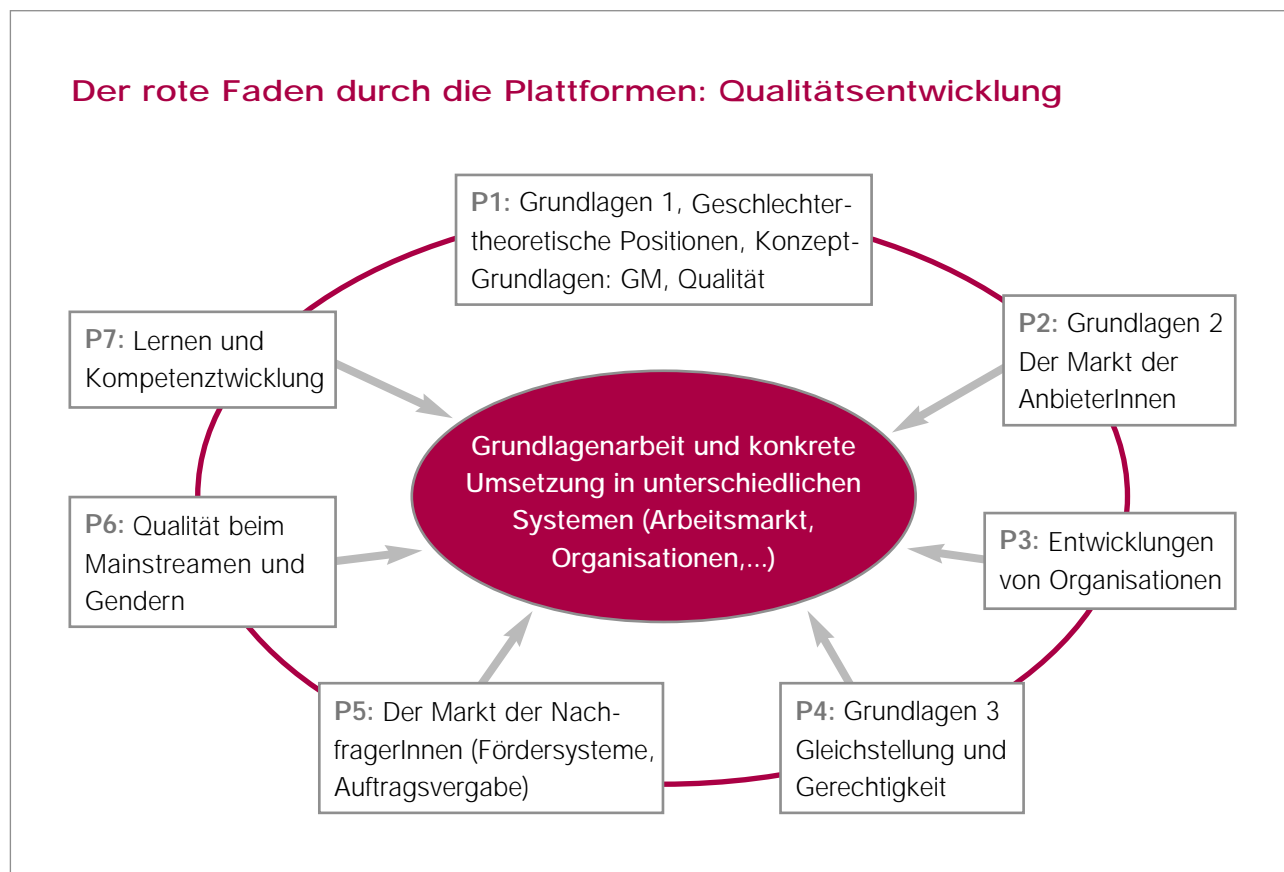 Der rote Faden durch die Plattformen: Qualitätsentwicklung
P1: Grundlagen 1, Geschlechter-
theoretische Positionen, Konzept-
Grundlagen: GM, Qualität
P2: Grundlagen 2
Der Markt der
AnbieterInnen
P3: Entwicklungen
von Organisationen
P4: Grundlagen 3
Gleichstellung und
Gerechtigkeit
P5: Der Markt der Nach-
fragerInnen (Fördersysteme,
Auftragsvergabe)
P6: Qualität beim
Mainstreamen und
Gendern
P7: Lernen und
Kompetenztwicklung
Grundlagenarbeit und konkrete
Umsetzung in unterschiedlichen
Systemen (Arbeitsmarkt,
Organisationen,...)